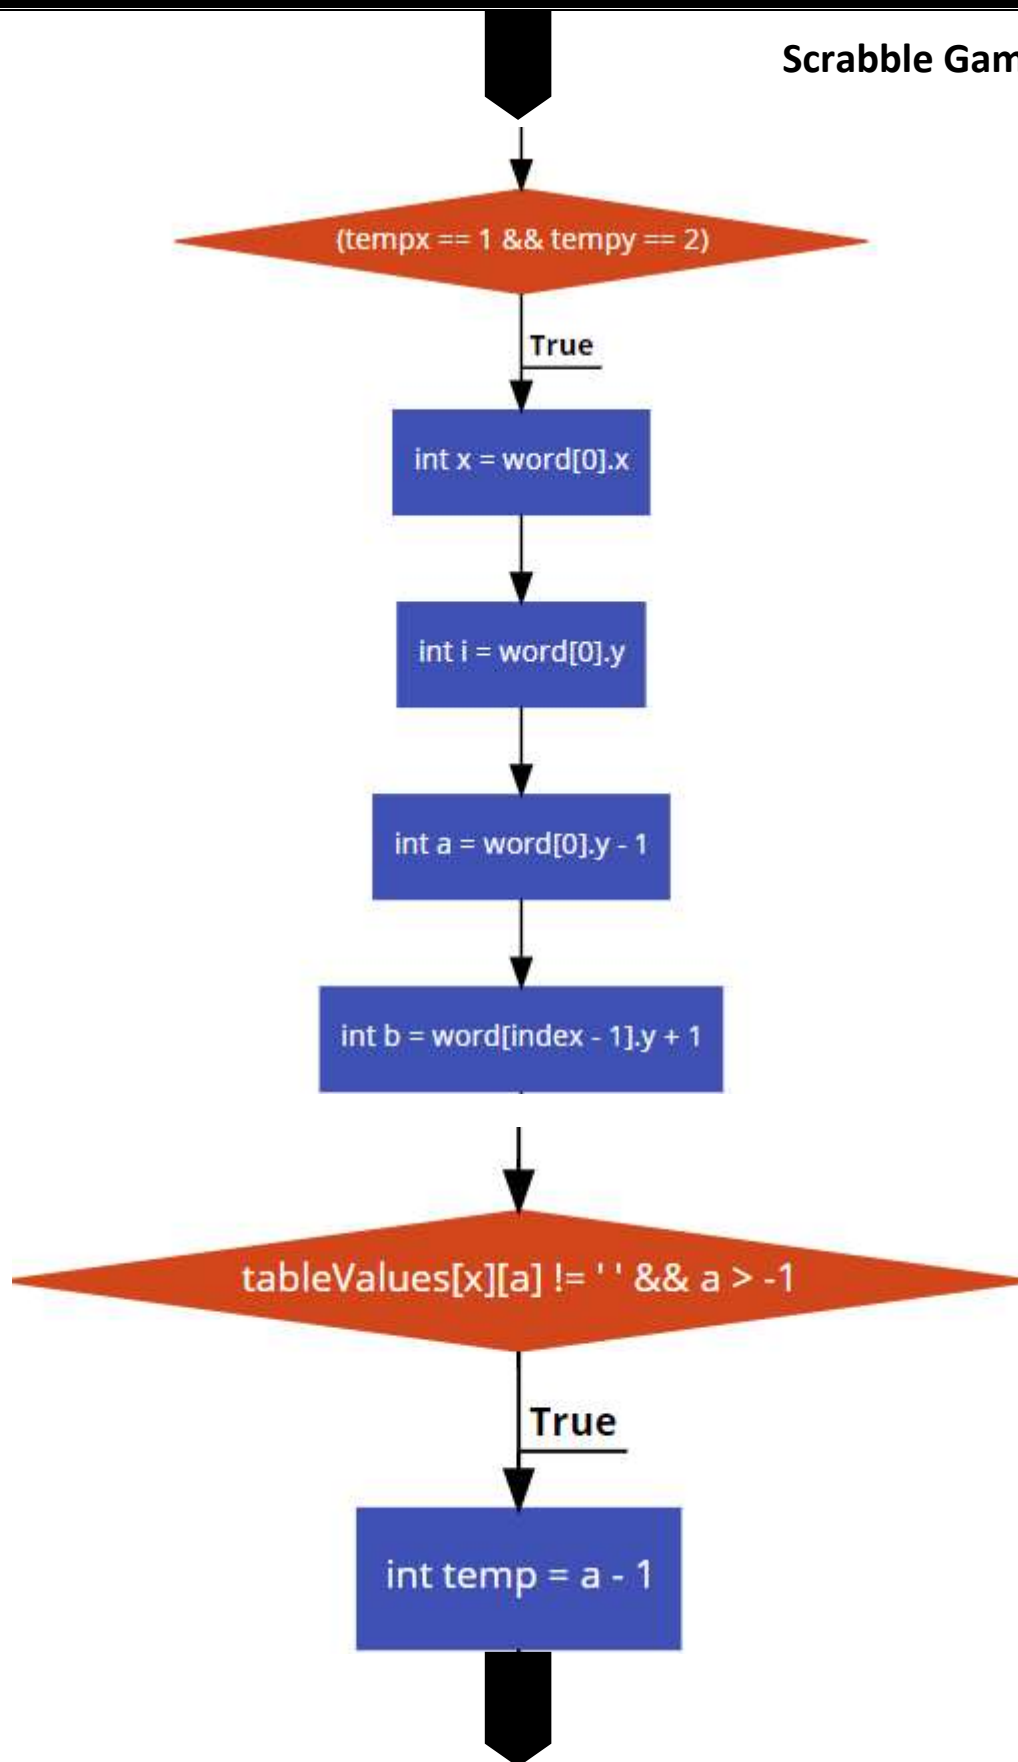 Scrabble Gam
(tempx == 1 && tempy == 2)
True
int x = word[0].x
int i = word[0].y
int a = word[0].y - 1
int b = word[index - 1].y + 1
tableValues[x][a] != ' ' && a > -1
True
int temp = a - 1